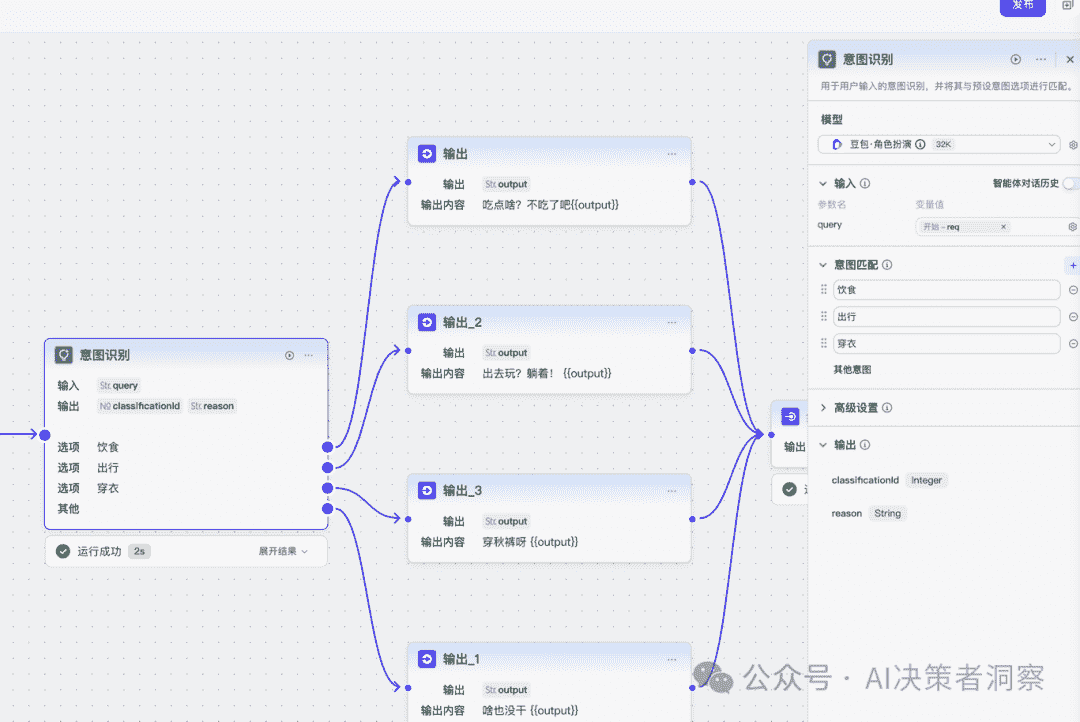 发布
输出
输出 Str. output
输出内容 吃点啥？不吃了吧{{output}}
输出_2
输出 Str. output
输出内容 出去玩？躺着！ {{output}}
意图识别
输入 Str. query
输出 No classificationId Str. reason
选项 饮食
选项 出行
选项 穿衣
其他
运行成功 2s 展开结果
输出_3
输出 Str. output
输出内容 穿秋裤呀 {{output}}
输出_1
输出 Str. output
输出内容 啥也没干 {{output}}
输出
意图识别
用于用户输入的意图识别，并将其与预设意图选项进行匹配。
模型
豆包·角色扮演 32K
输入 智能体对话历史
参数名 变量值
query 开始 - req
意图匹配
饮食
出行
穿衣
其他意图
高级设置
输出
classificationId Integer
reason String
公众号 · AI决策者洞察